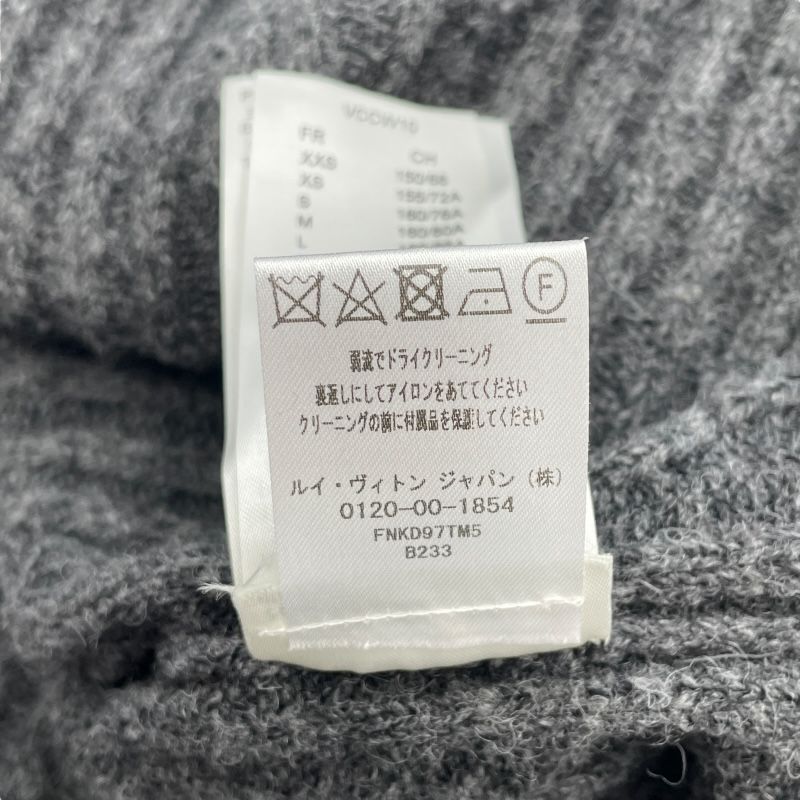 VDDW10
FR
XXS CH
XS 150/68
S 155/72A
M 160/76A
L 160/80A
F
弱流でドライクリーニング
裏返しにしてアイロンをあててください
クリーニングの前に付属品を保護してください
ルイ・ヴィトン ジャパン (株)
0120-00-1854
FNKD97TM5
B233